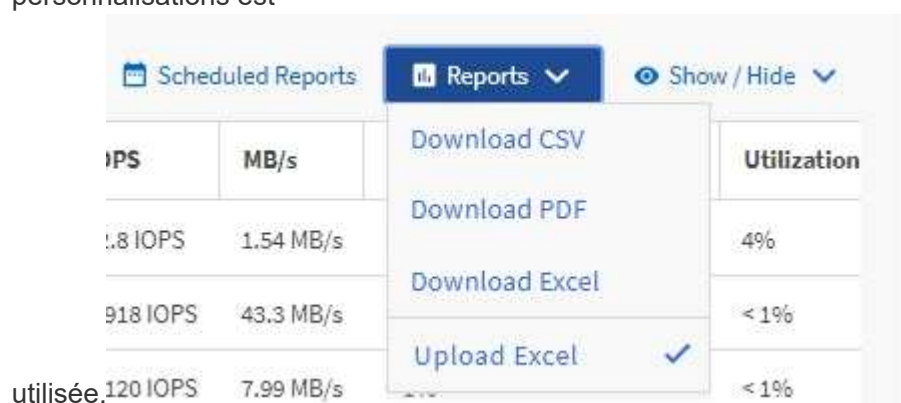 personnalisations est
Scheduled Reports Reports Show / Hide
MB/s Utilization
Download CSV
Download PDF
.8 IOPS 1.54 MB/s 4%
Download Excel
918 IOPS 43.3 MB/s < 1%
Upload Excel
utilisée. 120 IOPS 7.99 MB/s < 1%